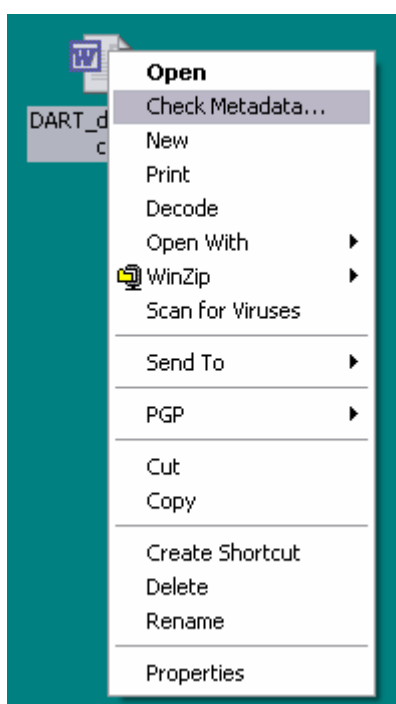 W
DART_d
c
Open
Check Metadata...
New
Print
Decode
Open With
WinZip
Scan for Viruses
Send To
PGP
Cut
Copy
Create Shortcut
Delete
Rename
Properties